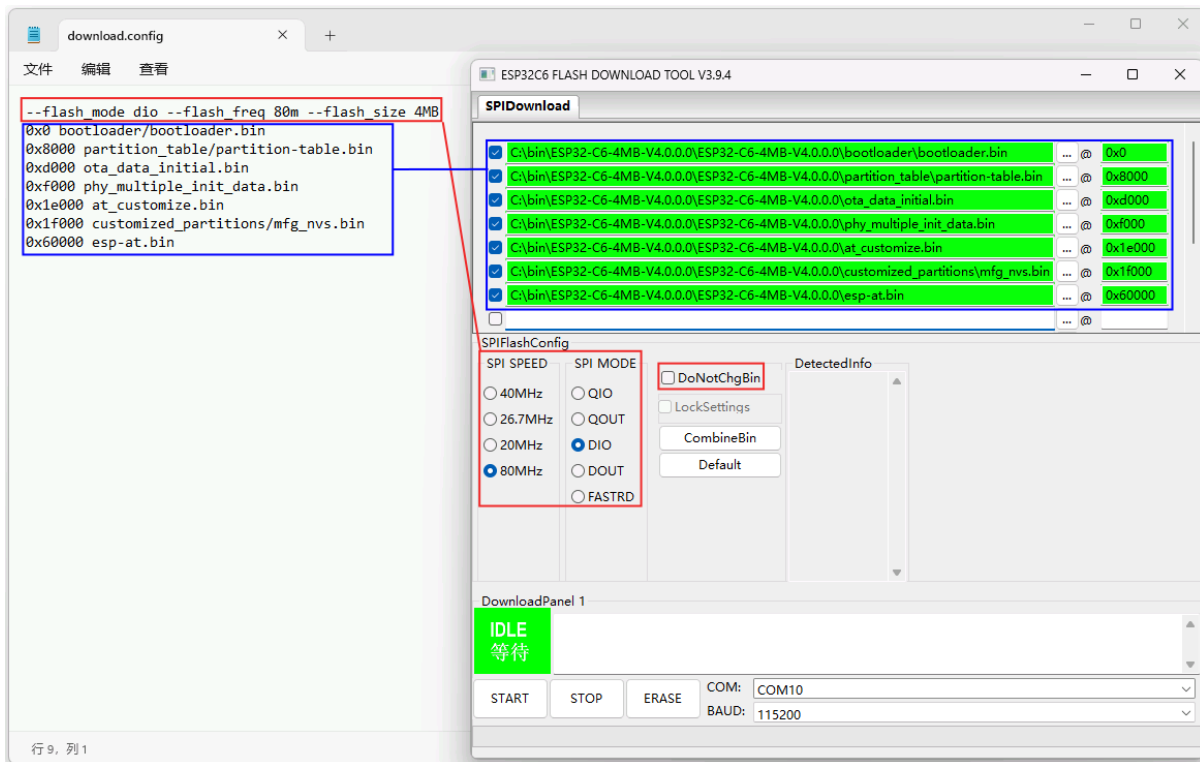 download.config
文件 编辑 查看
--flash_mode dio --flash_freq 80m --flash_size 4MB
0x0 bootloader/bootloader.bin
0x8000 partition_table/partition-table.bin
0xd000 ota_data_initial.bin
0xf000 phy_multiple_init_data.bin
0x1e000 at_customize.bin
0x1f000 customized_partitions/mfg_nvs.bin
0x60000 esp-at.bin
行 9，列 1
ESP32C6 FLASH DOWNLOAD TOOL V3.9.4
SPIDownload
C:\bin\ESP32-C6-4MB-V4.0.0.0\ESP32-C6-4MB-V4.0.0.0\bootloader\bootloader.bin ... @ 0x0
C:\bin\ESP32-C6-4MB-V4.0.0.0\ESP32-C6-4MB-V4.0.0.0\partition_table\partition-table.bin ... @ 0x8000
C:\bin\ESP32-C6-4MB-V4.0.0.0\ESP32-C6-4MB-V4.0.0.0\ota_data_initial.bin ... @ 0xd000
C:\bin\ESP32-C6-4MB-V4.0.0.0\ESP32-C6-4MB-V4.0.0.0\phy_multiple_init_data.bin ... @ 0xf000
C:\bin\ESP32-C6-4MB-V4.0.0.0\ESP32-C6-4MB-V4.0.0.0\at_customize.bin ... @ 0x1e000
C:\bin\ESP32-C6-4MB-V4.0.0.0\ESP32-C6-4MB-V4.0.0.0\customized_partitions\mfg_nvs.bin ... @ 0x1f000
C:\bin\ESP32-C6-4MB-V4.0.0.0\ESP32-C6-4MB-V4.0.0.0\esp-at.bin ... @ 0x60000
... @
SPIFlashConfig
SPI SPEED
40MHz
26.7MHz
20MHz
80MHz
SPI MODE
QIO
QOUT
DIO
DOUT
FASTRD
DoNotChgBin
LockSettings
CombineBin
Default
DetectedInfo
DownloadPanel 1
IDLE
等待
START STOP ERASE
COM: COM10
BAUD: 115200